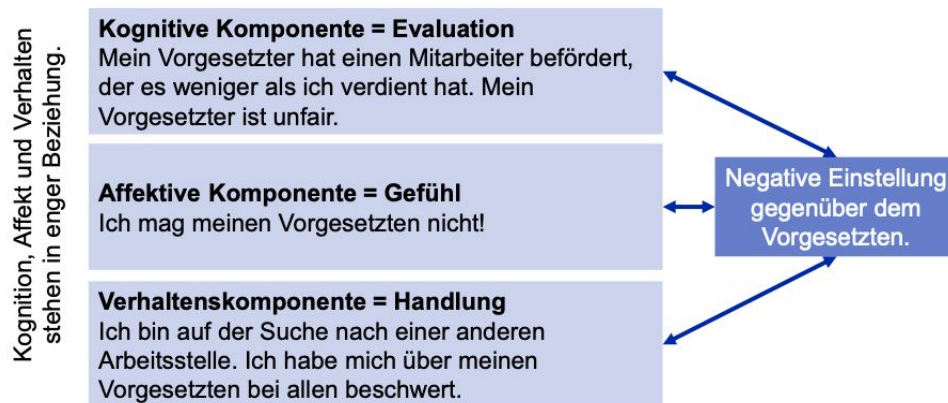 Kognition, Affekt und Verhalten
stehen in enger Beziehung.
Kognitive Komponente = Evaluation
Mein Vorgesetzter hat einen Mitarbeiter befördert,
der es weniger als ich verdient hat. Mein
Vorgesetzter ist unfair.
Affektive Komponente = Gefühl
Ich mag meinen Vorgesetzten nicht!
Verhaltenskomponente = Handlung
Ich bin auf der Suche nach einer anderen
Arbeitsstelle. Ich habe mich über meinen
Vorgesetzten bei allen beschwert.
Negative Einstellung
gegenüber dem
Vorgesetzten.